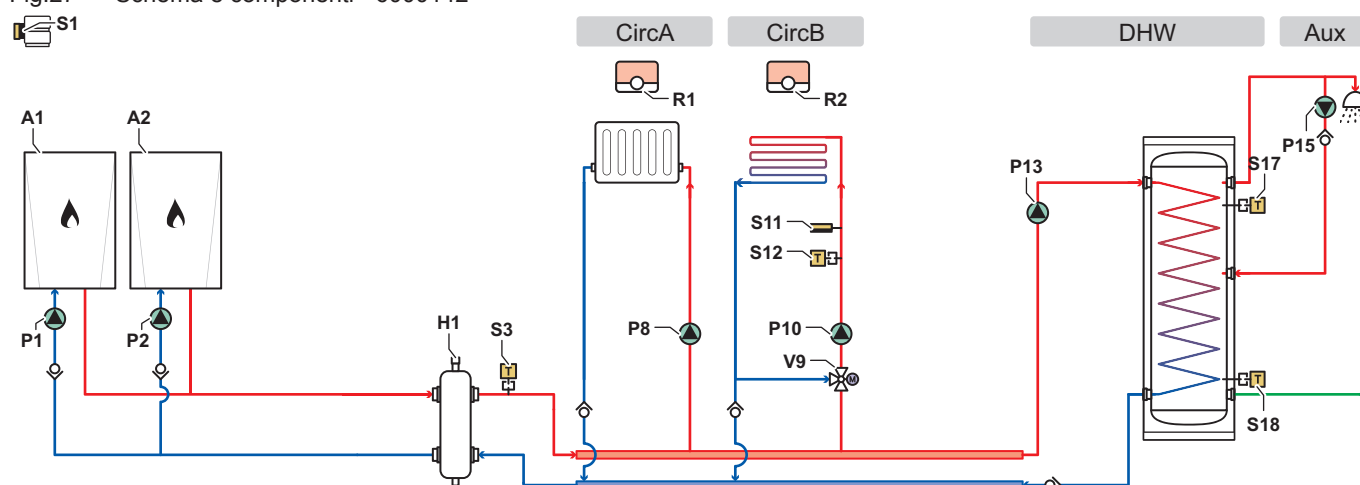 S1
CircA
CircB
DHW
Aux
R1
R2
A1
A2
P15
S17
P13
S11
S12
P1
P2
H1
S3
P8
P10
V9
M
T
T
T
T
S18